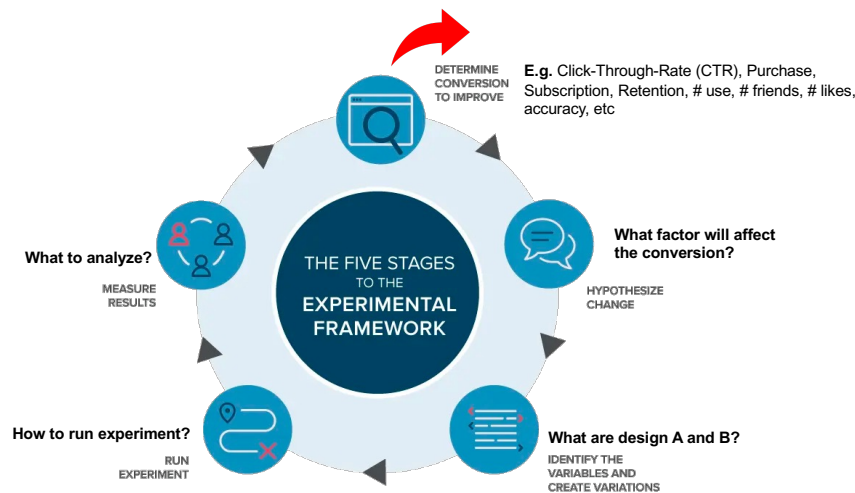 DETERMINE
CONVERSION
TO IMPROVE
E.g. Click-Through-Rate (CTR), Purchase,
Subscription, Retention, # use, # friends, # likes,
accuracy, etc
What factor will affect
the conversion?
HYPOTHESIZE
CHANGE
What are design A and B?
IDENTIFY THE
VARIABLES AND
CREATE VARIATIONS
How to run experiment?
RUN
EXPERIMENT
What to analyze?
MEASURE
RESULTS
THE FIVE STAGES
TO THE
EXPERIMENTAL
FRAMEWORK